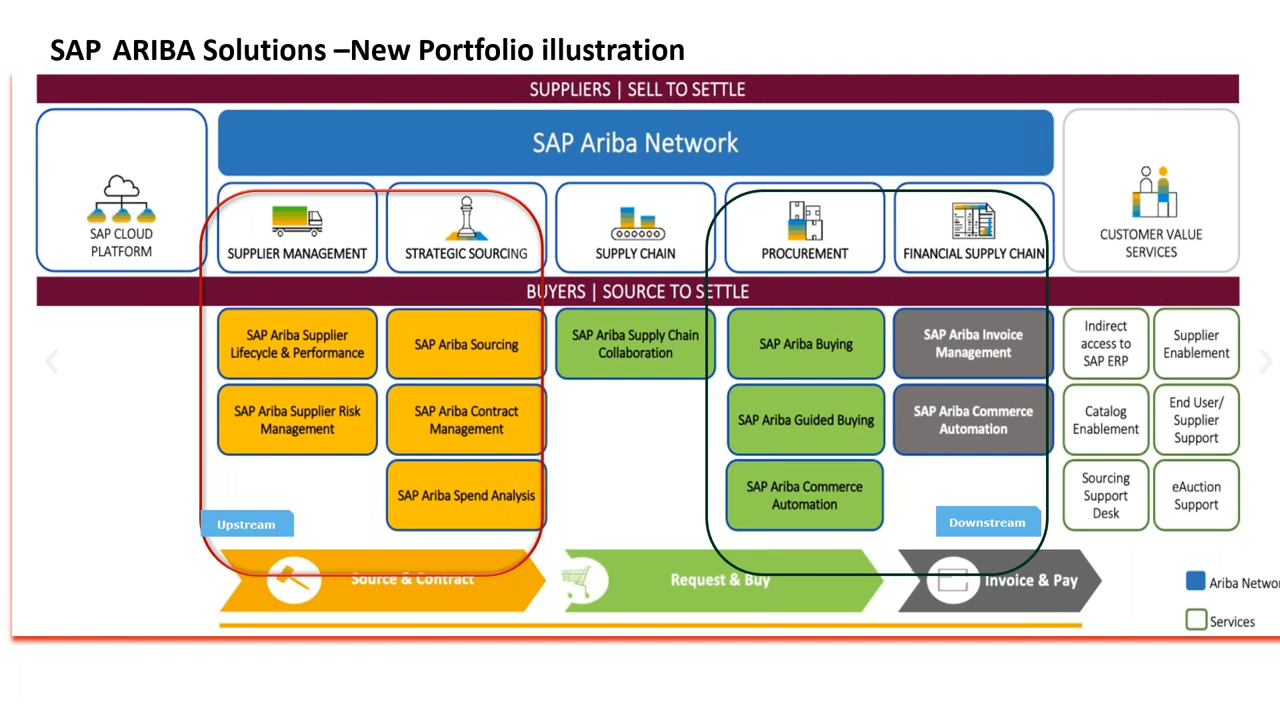 SAP ARIBA Solutions –New Portfolio illustration
SUPPLIERS | SELL TO SETTLE
SAP Ariba Network
SAP CLOUD
PLATFORM
SUPPLIER MANAGEMENT
STRATEGIC SOURCING
SUPPLY CHAIN
PROCUREMENT
FINANCIAL SUPPLY CHAIN
CUSTOMER VALUE
SERVICES
BUYERS | SOURCE TO SETTLE
SAP Ariba Supplier
Lifecycle & Performance
SAP Ariba Sourcing
SAP Ariba Supply Chain
Collaboration
SAP Ariba Buying
SAP Ariba Invoice
Management
Indirect
access to
SAP ERP
Supplier
Enablement
SAP Ariba Supplier Risk
Management
SAP Ariba Contract
Management
SAP Ariba Guided Buying
SAP Ariba Commerce
Automation
Catalog
Enablement
End User/
Supplier
Support
SAP Ariba Spend Analysis
SAP Ariba Commerce
Automation
Sourcing
Support
Desk
eAuction
Support
Upstream
Downstream
Source & Contract
Request & Buy
Invoice & Pay
Ariba Networ
Services